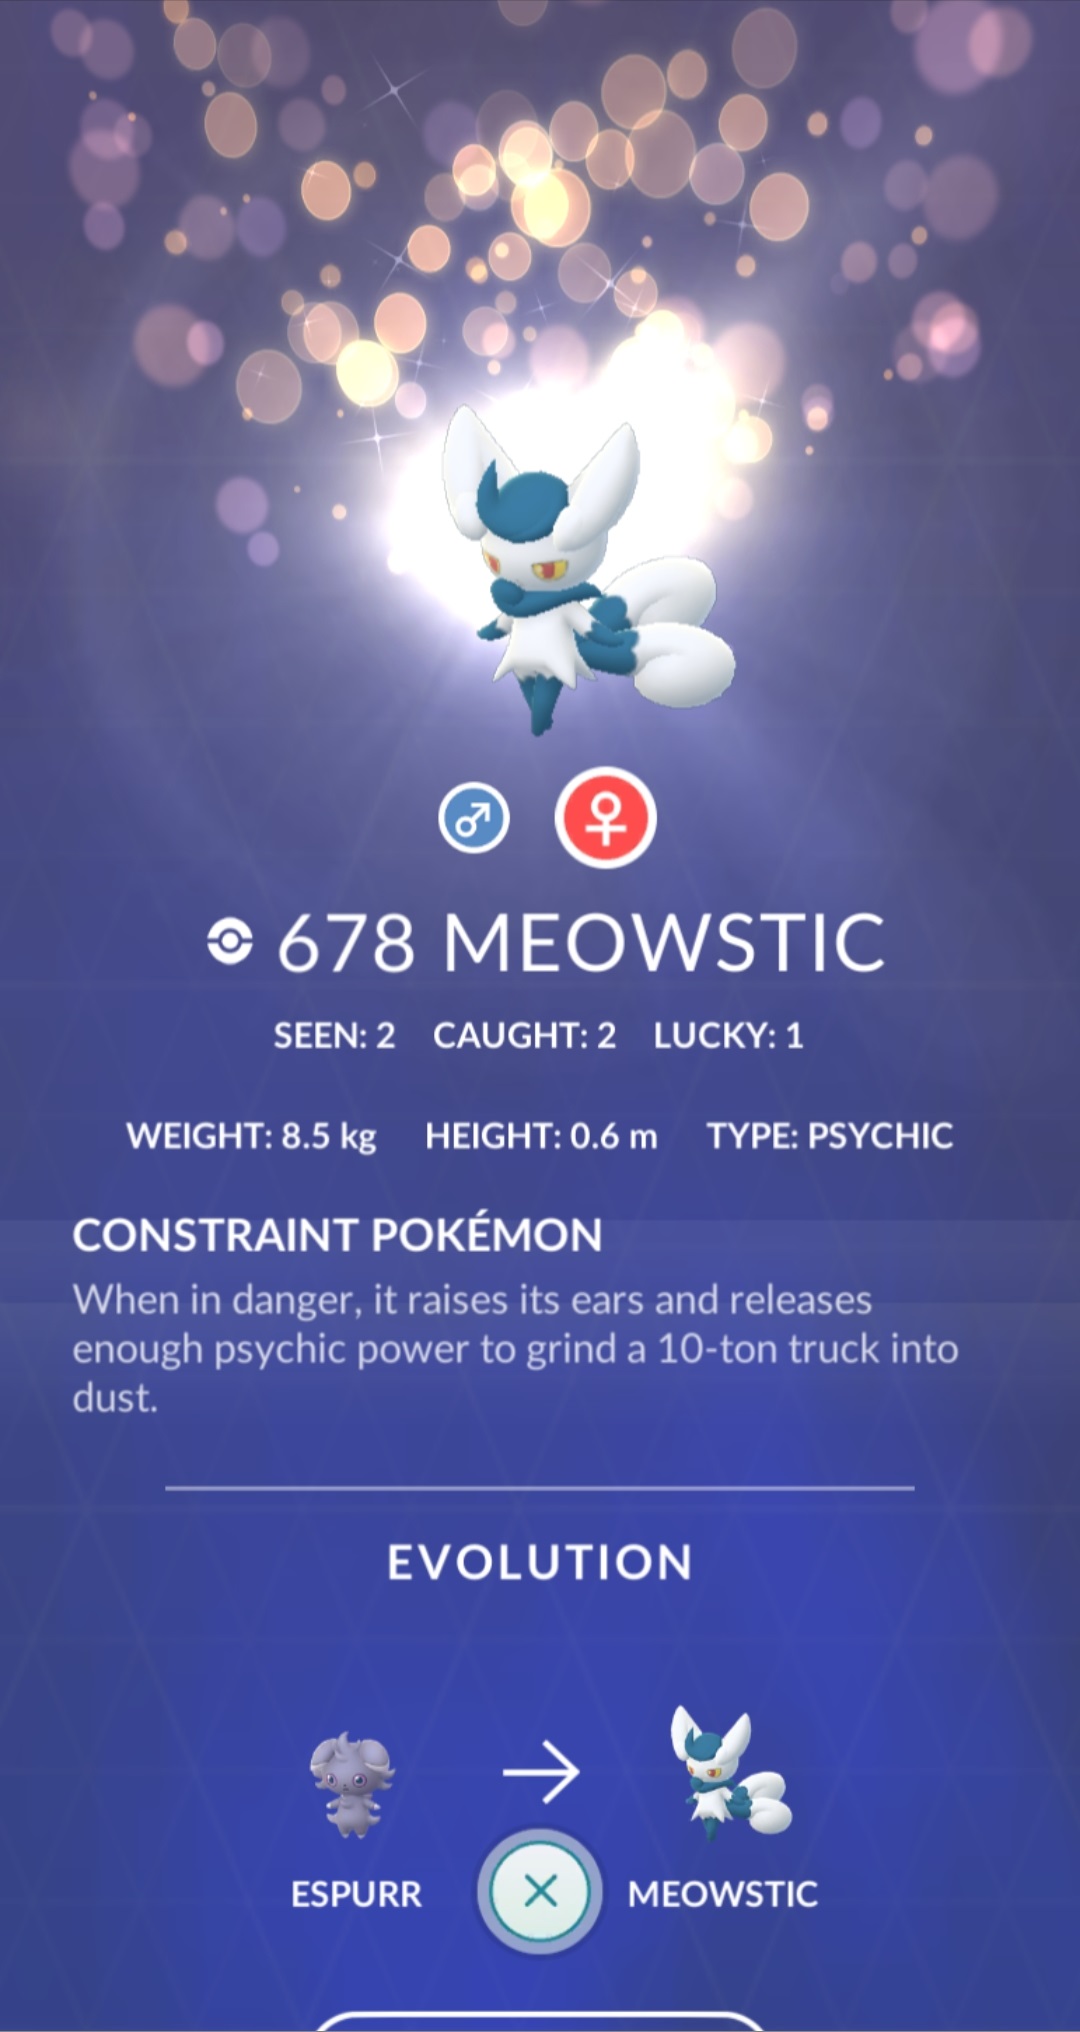 678 MEOWSTIC
SEEN: 2 CAUGHT: 2 LUCKY: 1
WEIGHT: 8.5 kg HEIGHT: 0.6 m TYPE: PSYCHIC
CONSTRAINT POKÉMON
When in danger, it raises its ears and releases
enough psychic power to grind a 10-ton truck into
dust.
EVOLUTION
ESPURR MEOWSTIC